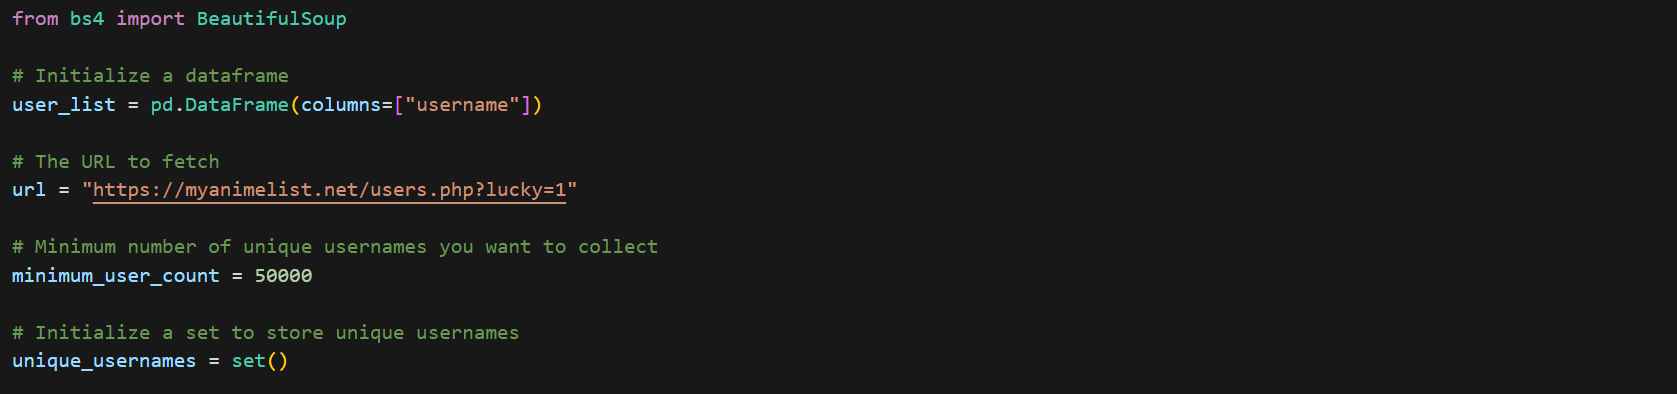 from bs4 import BeautifulSoup
# Initialize a dataframe
user_list = pd.DataFrame(columns=["username"])
# The URL to fetch
url = "https://myanimelist.net/users.php?lucky=1"
# Minimum number of unique usernames you want to collect
minimum_user_count = 50000
# Initialize a set to store unique usernames
unique_usernames = set()